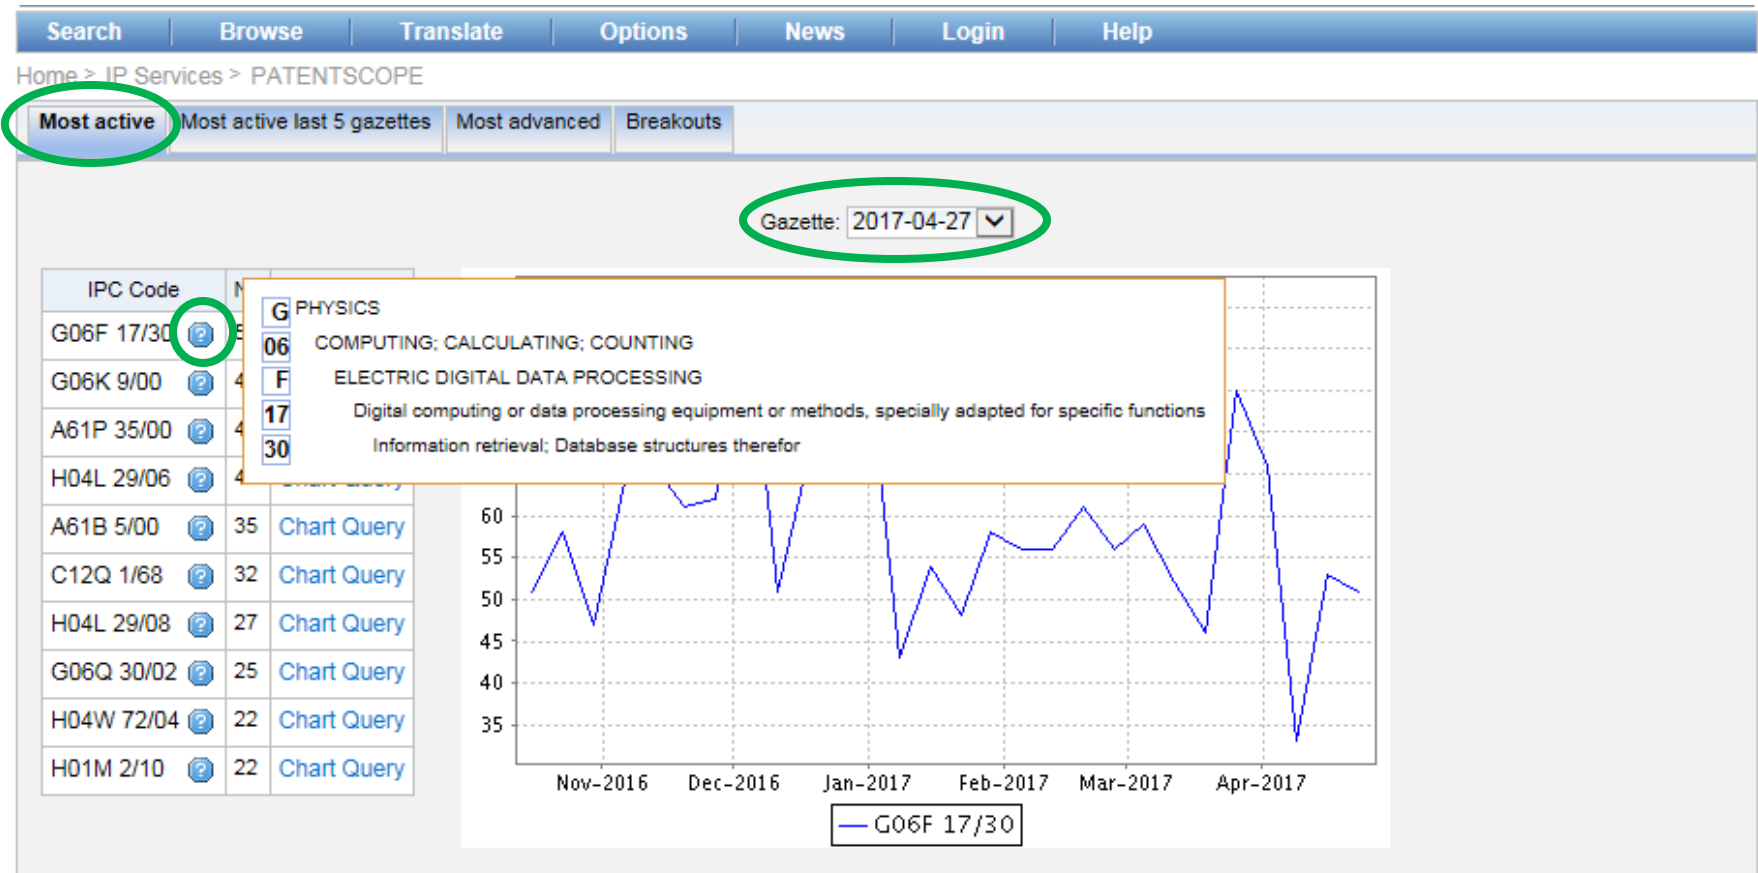 Search Browse Translate Options News Login Help
Home > IP Services > PATENTSCOPE
Most active Most active last 5 gazettes Most advanced Breakouts
Gazette: 2017-04-27
IPC Code
G PHYSICS
06 COMPUTING; CALCULATING; COUNTING
F ELECTRIC DIGITAL DATA PROCESSING
17 Digital computing or data processing equipment or methods, specially adapted for specific functions
30 Information retrieval; Database structures therefor
G06F 17/30 ?
G06K 9/00 ? 4
A61P 35/00 ? 4
H04L 29/06 ? 4 Chart Query
A61B 5/00 ? 35 Chart Query
C12Q 1/68 ? 32 Chart Query
H04L 29/08 ? 27 Chart Query
G06Q 30/02 ? 25 Chart Query
H04W 72/04 ? 22 Chart Query
H01M 2/10 ? 22 Chart Query
60
55
50
45
40
35
Nov-2016 Dec-2016 Jan-2017 Feb-2017 Mar-2017 Apr-2017
G06F 17/30